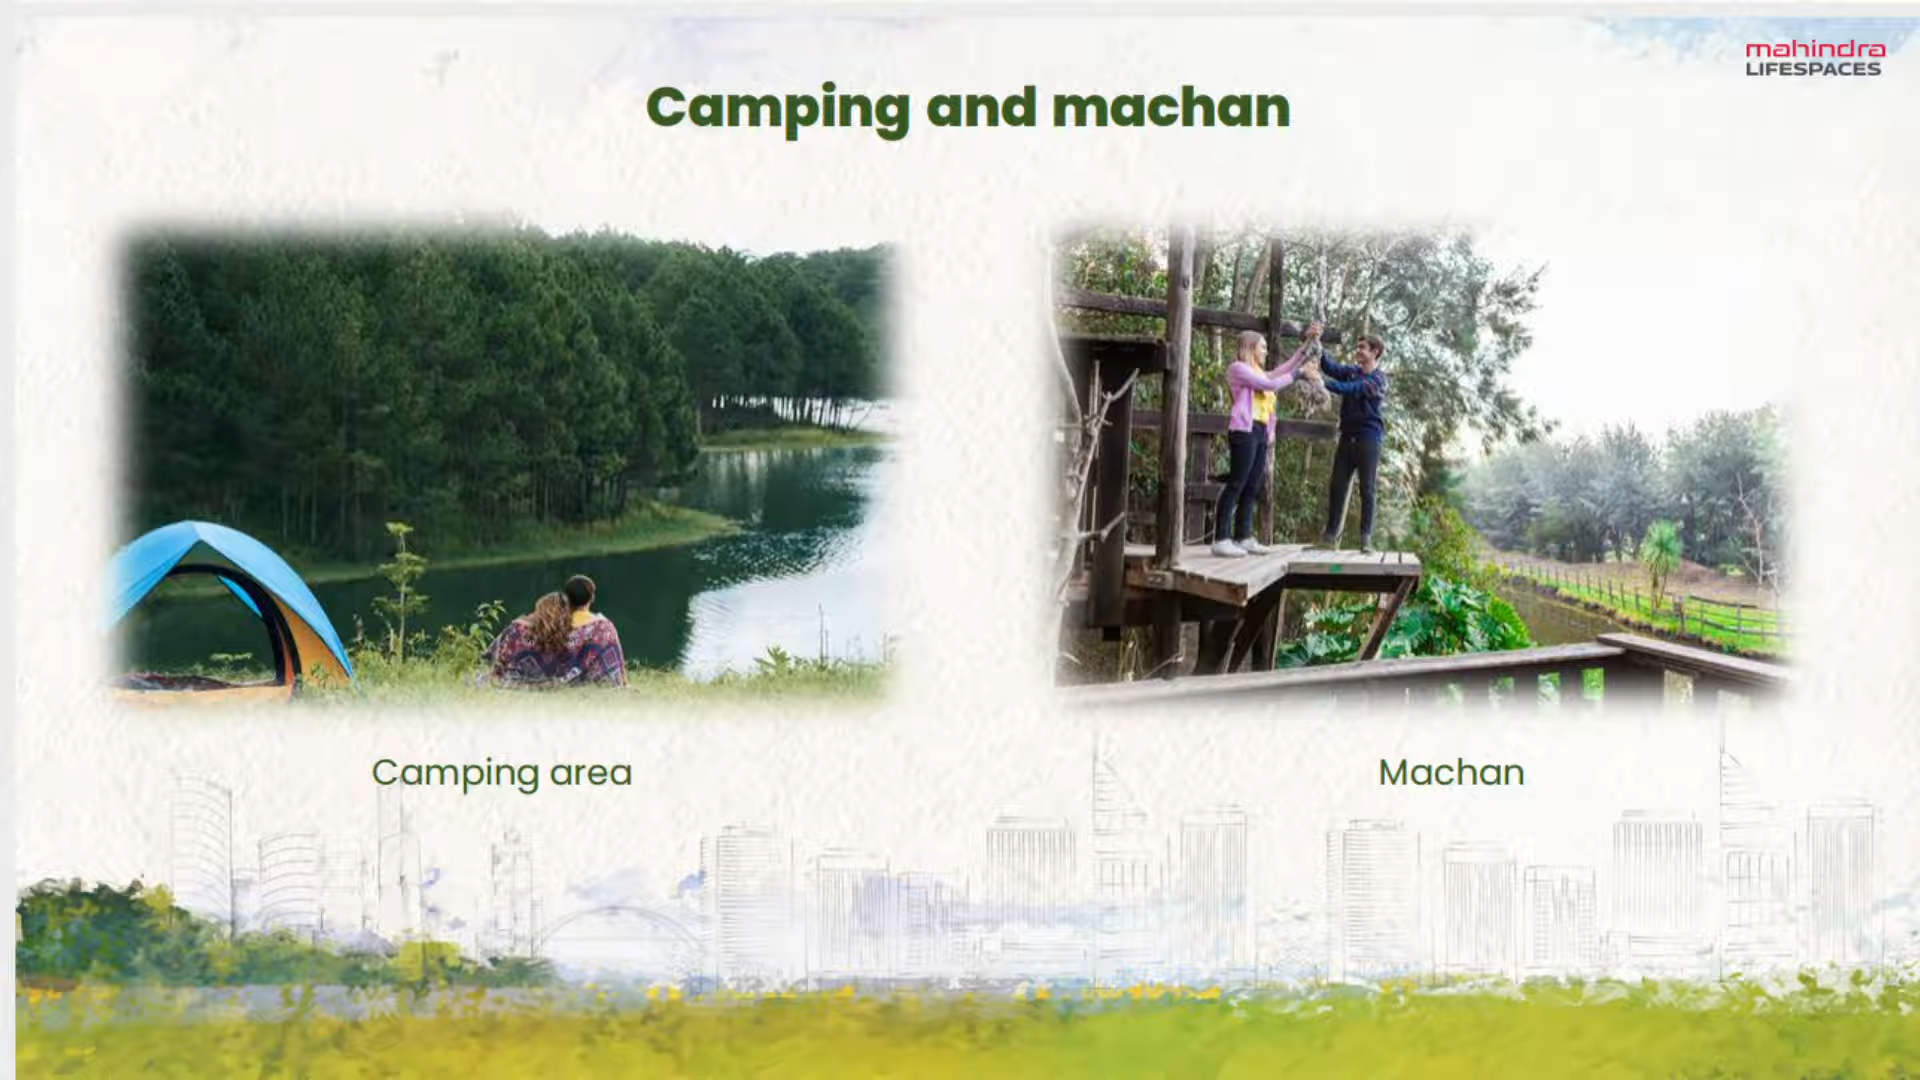 mahindra
LIFESPACES
Camping and machan
Camping area
Machan